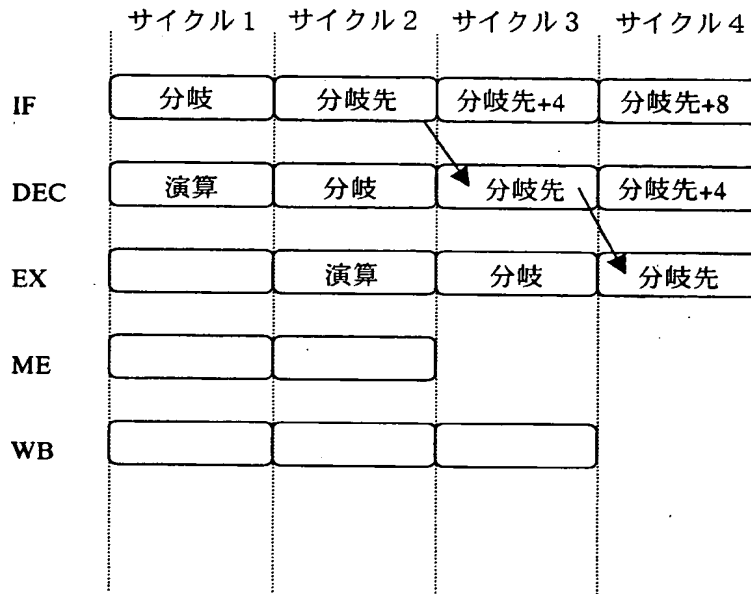 サイクル1 サイクル2 サイクル3 サイクル4
IF 分岐 分岐先 分岐先+4 分岐先+8
DEC 演算 分岐 分岐先 分岐先+4
EX 演算 分岐 分岐先
ME
WB